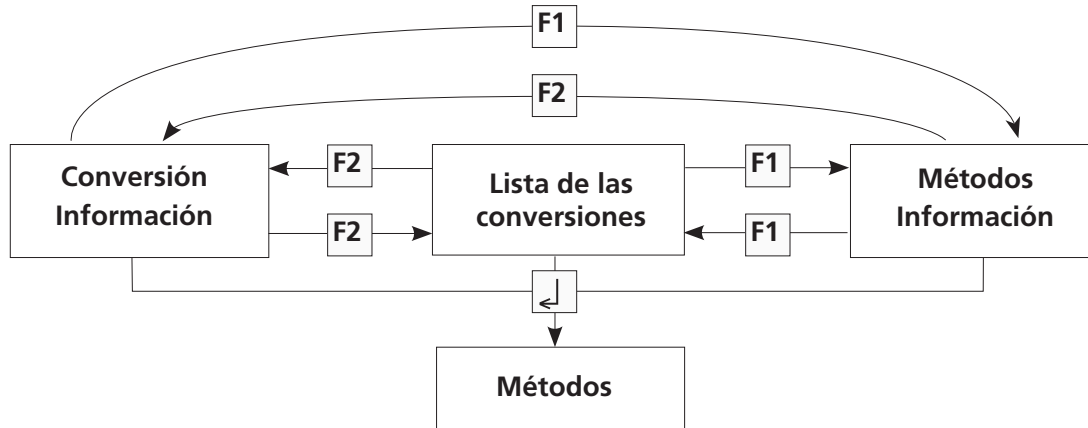 F1
F2
Conversión
Información
F2
F2
Lista de las
conversiones
F1
F1
Métodos
Información
Métodos